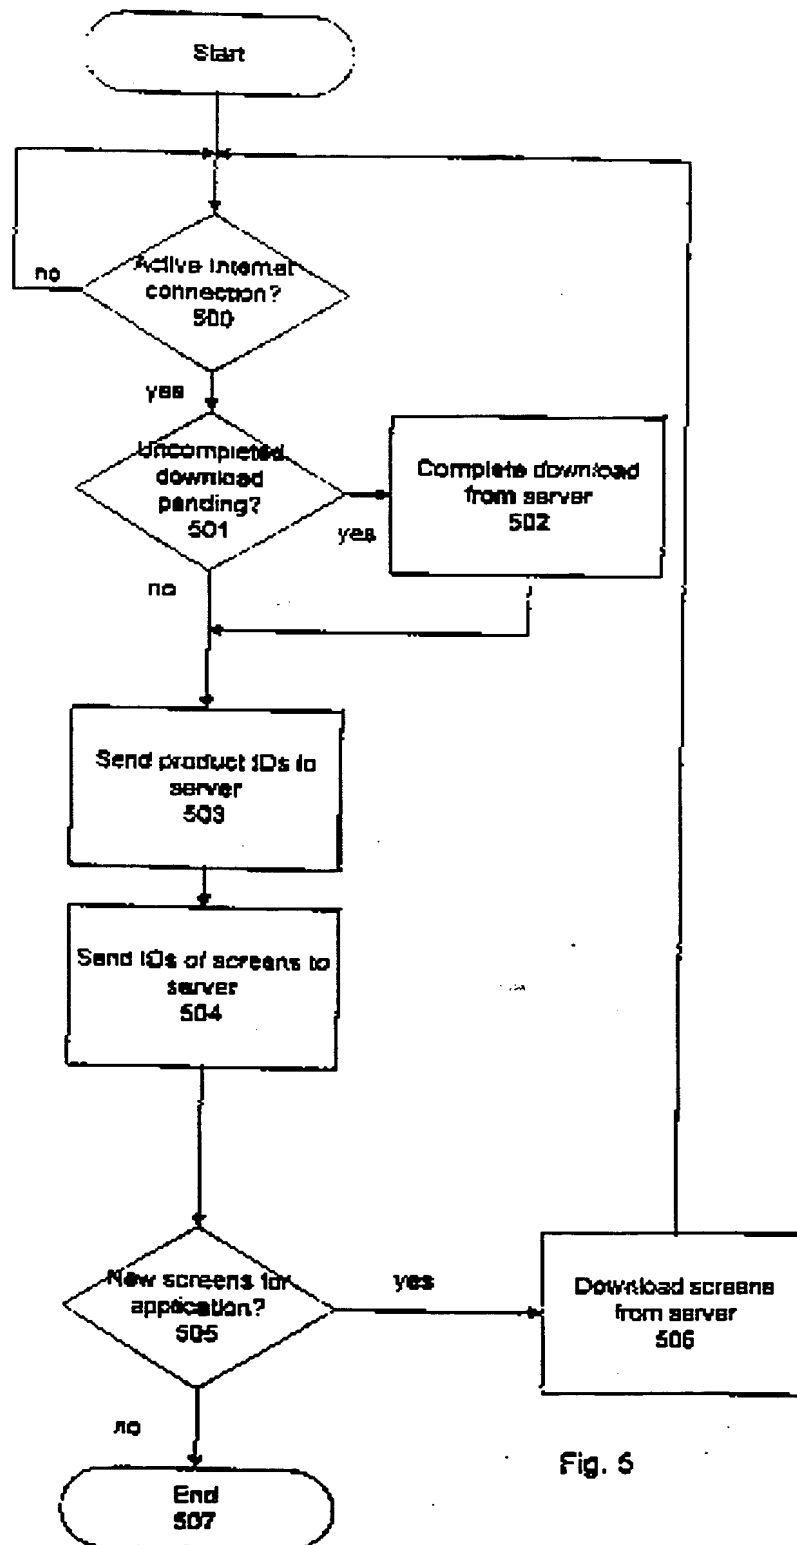 Start
Active Internet
connection?
500
no
yes
Uncompleted
download
pending?
501
yes
Complete download
from server
502
no
Send product IDs to
server
503
Send IDs of screens to
server
504
New screens for
application?
505
yes
Download screens
from server
506
no
End
507
Fig. 5